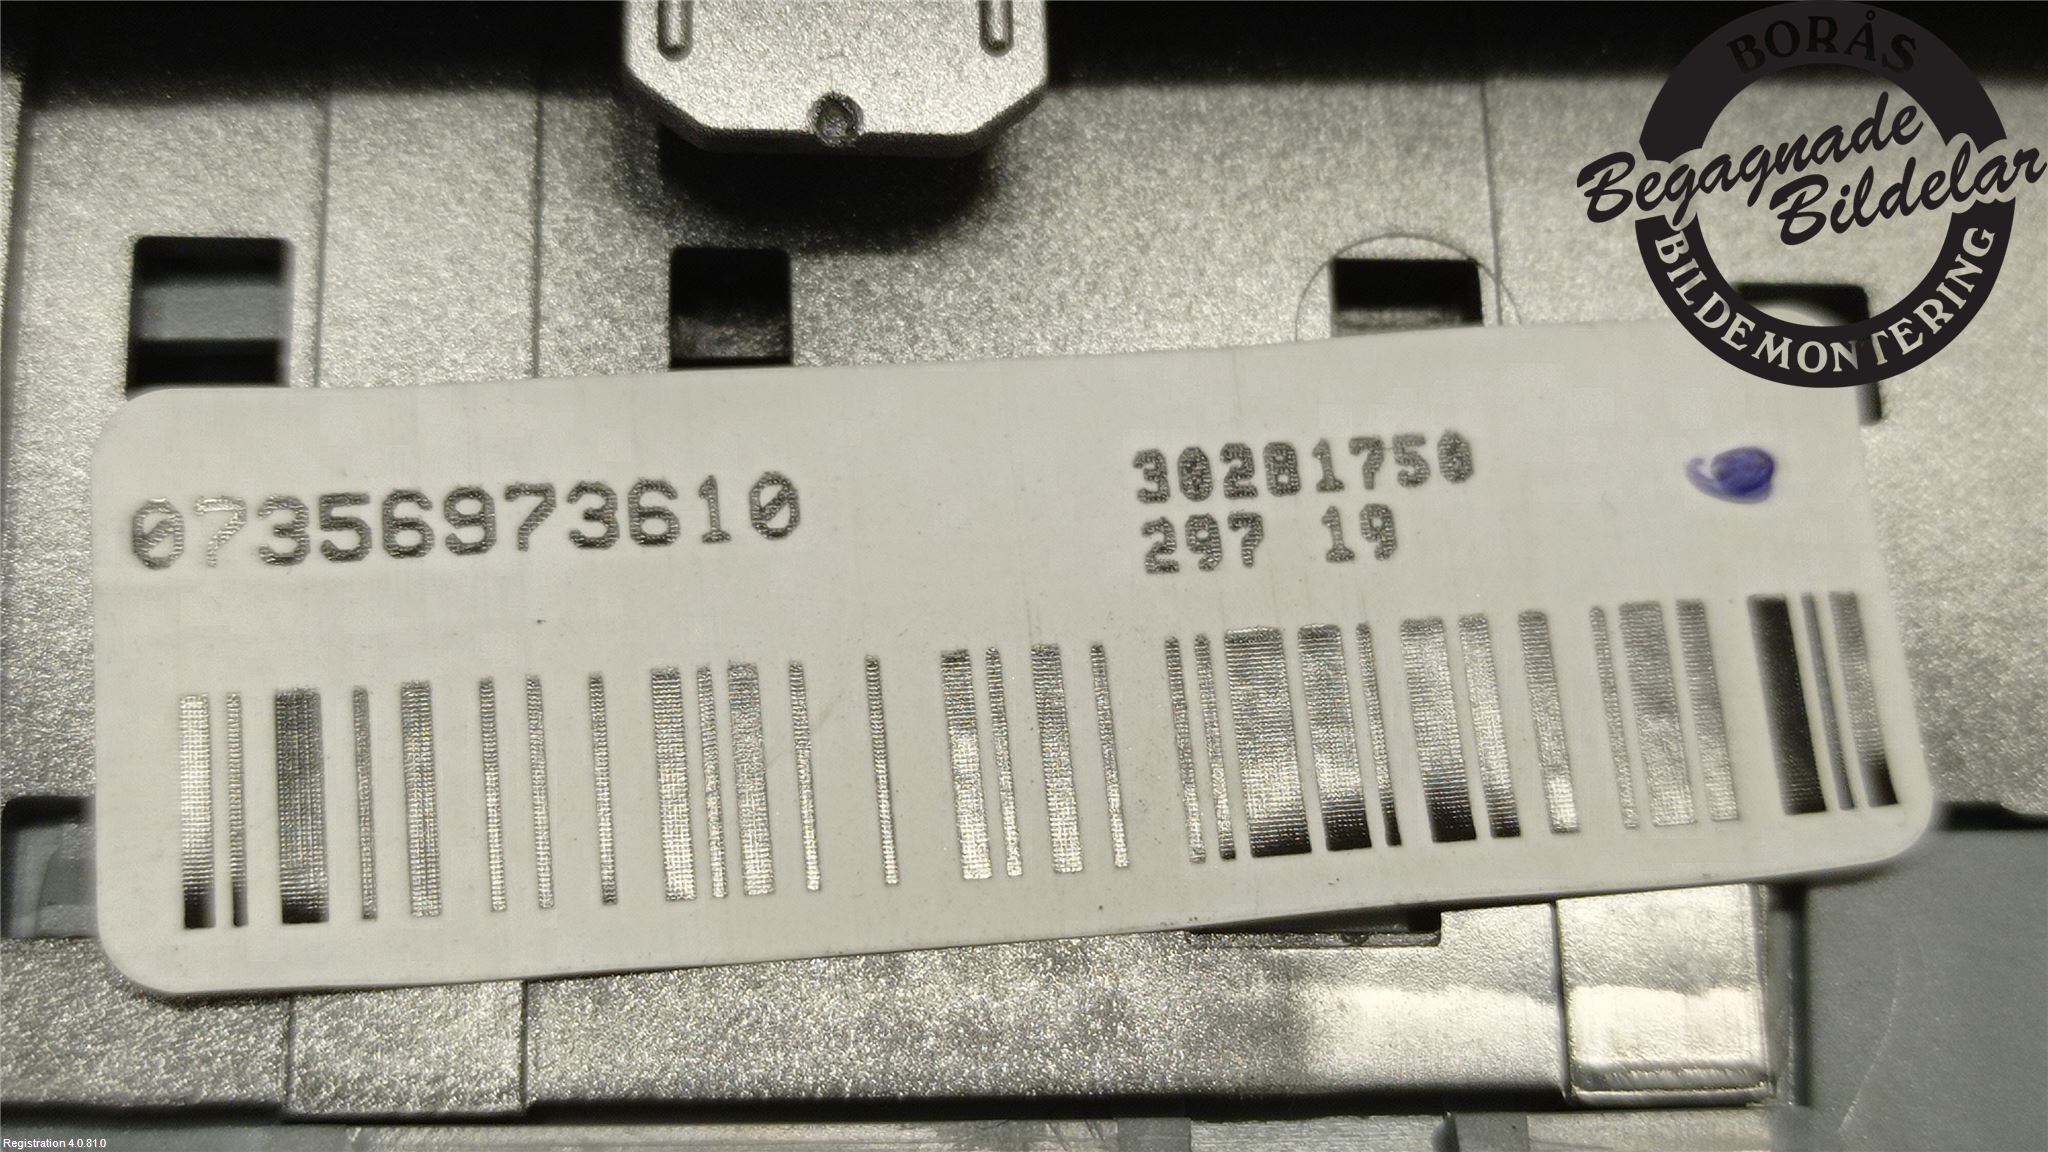 BORÅS
Begagnade
Bildelar
BILDEMONTERING
07356973610
30281750
297 19
Registration 4.0.81.0